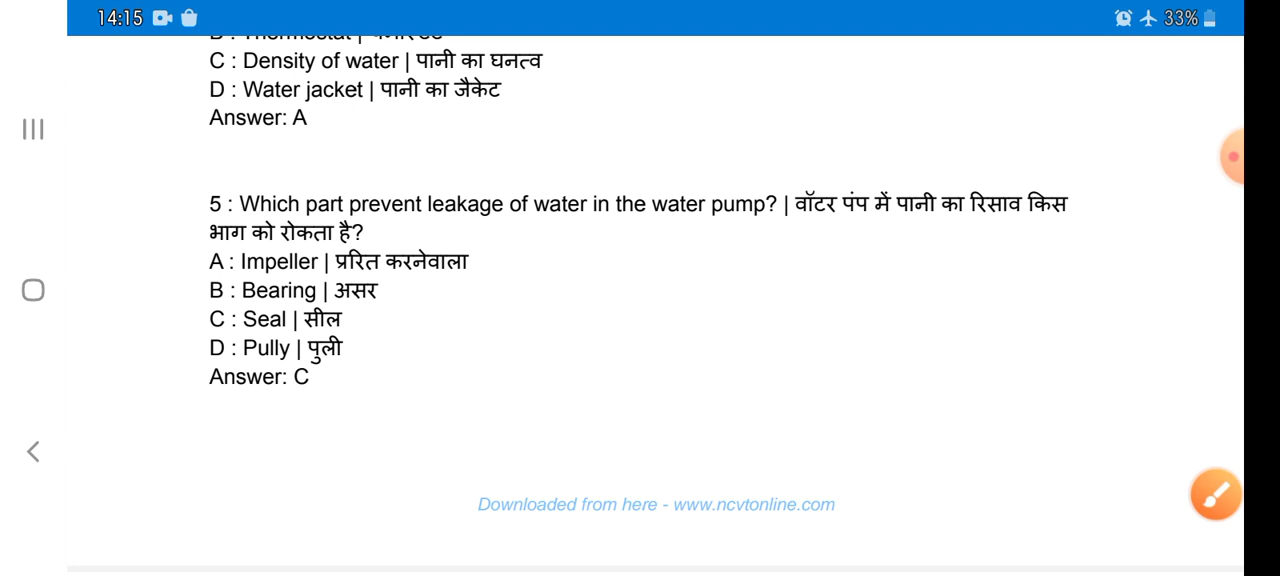 14:15
33%
C : Density of water | पानी का घनत्व
D : Water jacket | पानी का जैकेट
Answer: A
5 : Which part prevent leakage of water in the water pump? | वॉटर पंप में पानी का रिसाव किस
भाग को रोकता है?
A : Impeller | प्ररित करनेवाला
B : Bearing | असर
C : Seal | सील
D : Pully | पुली
Answer: C
Downloaded from here - www.ncvtonline.com